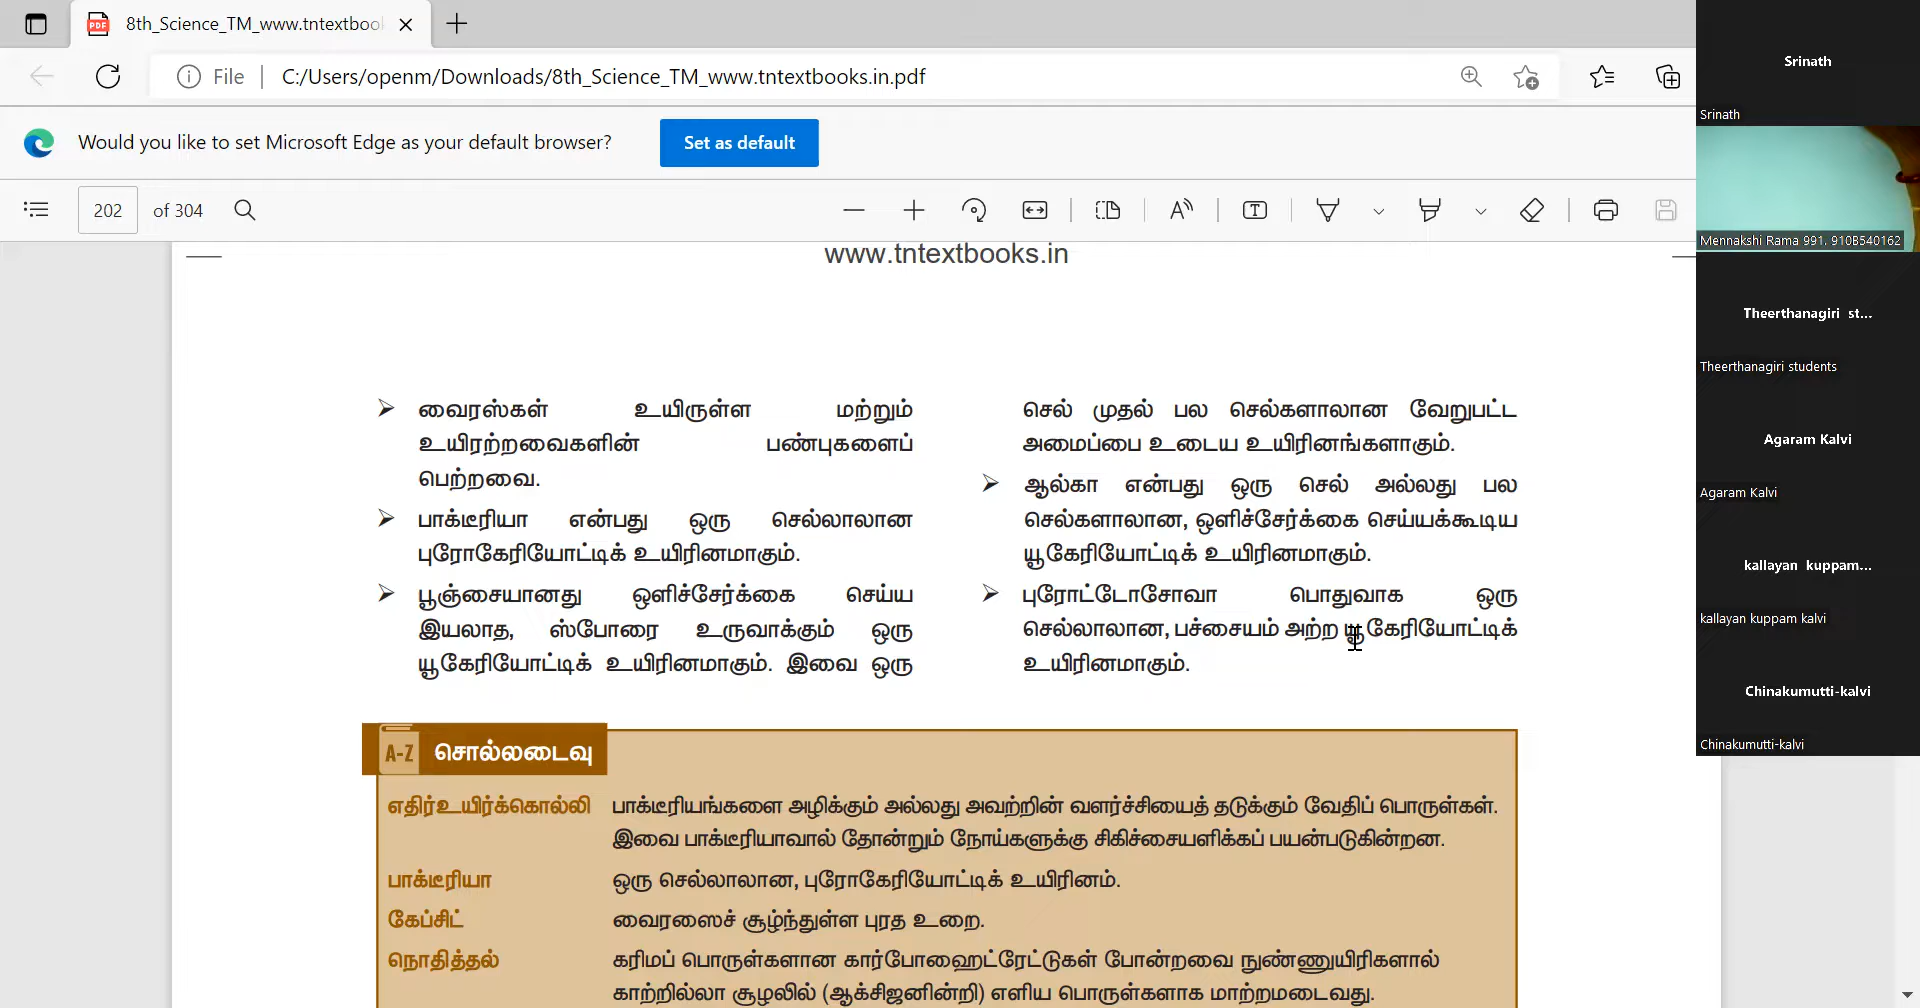 8th_Science_TM_www.tntextbool
File
C:/Users/openm/Downloads/8th_Science_TM_www.tntextbooks.in.pdf
Would you like to set Microsoft Edge as your default browser?
Set as default
202 of 304
www.tntextbooks.in
வைரஸ்கள் உயிருள்ள மற்றும்
உயிரற்றவைகளின் பண்புகளைப்
பெற்றவை.
பாக்டீரியா என்பது ஒரு செல்லாலான
புரோகேரியோட்டிக் உயிரினமாகும்.
பூஞ்சையானது ஒளிச்சேர்க்கை செய்ய
இயலாத, ஸ்போரை உருவாக்கும் ஒரு
யூகேரியோட்டிக் உயிரினமாகும். இவை ஒரு
செல் முதல் பல செல்களாலான வேறுபட்ட
அமைப்பை உடைய உயிரினங்களாகும்.
ஆல்கா என்பது ஒரு செல் அல்லது பல
செல்களாலான, ஒளிச்சேர்க்கை செய்யக்கூடிய
யூகேரியோட்டிக் உயிரினமாகும்.
புரோட்டோசோவா பொதுவாக ஒரு
செல்லாலான, பச்சையம் அற்ற யூகேரியோட்டிக்
உயிரினமாகும்.
A-Z சொல்லடைவு
எதிர்உயிர்க்கொல்லி பாக்டீரியங்களை அழிக்கும் அல்லது அவற்றின் வளர்ச்சியைத் தடுக்கும் வேதிப் பொருள்கள்.
இவை பாக்டீரியாவால் தோன்றும் நோய்களுக்கு சிகிச்சையளிக்கப் பயன்படுகின்றன.
பாக்டீரியா ஒரு செல்லாலான, புரோகேரியோட்டிக் உயிரினம்.
கேப்சிட் வைரஸைச் சூழ்ந்துள்ள புரத உறை.
நொதித்தல் கரிமப் பொருள்களான கார்போஹைட்ரேட்டுகள் போன்றவை நுண்ணுயிரிகளால்
காற்றில்லா சூழலில் (ஆக்சிஜனின்றி) எளிய பொருள்களாக மாற்றமடைவது.
Srinath
Srinath
Mennakshi Rama 991. 910B540162
Theerthanagiri st...
Theerthanagiri students
Agaram Kalvi
Agaram Kalvi
kallayan kuppam...
kallayan kuppam kalvi
Chinakumutti-kalvi
Chinakumutti-kalvi